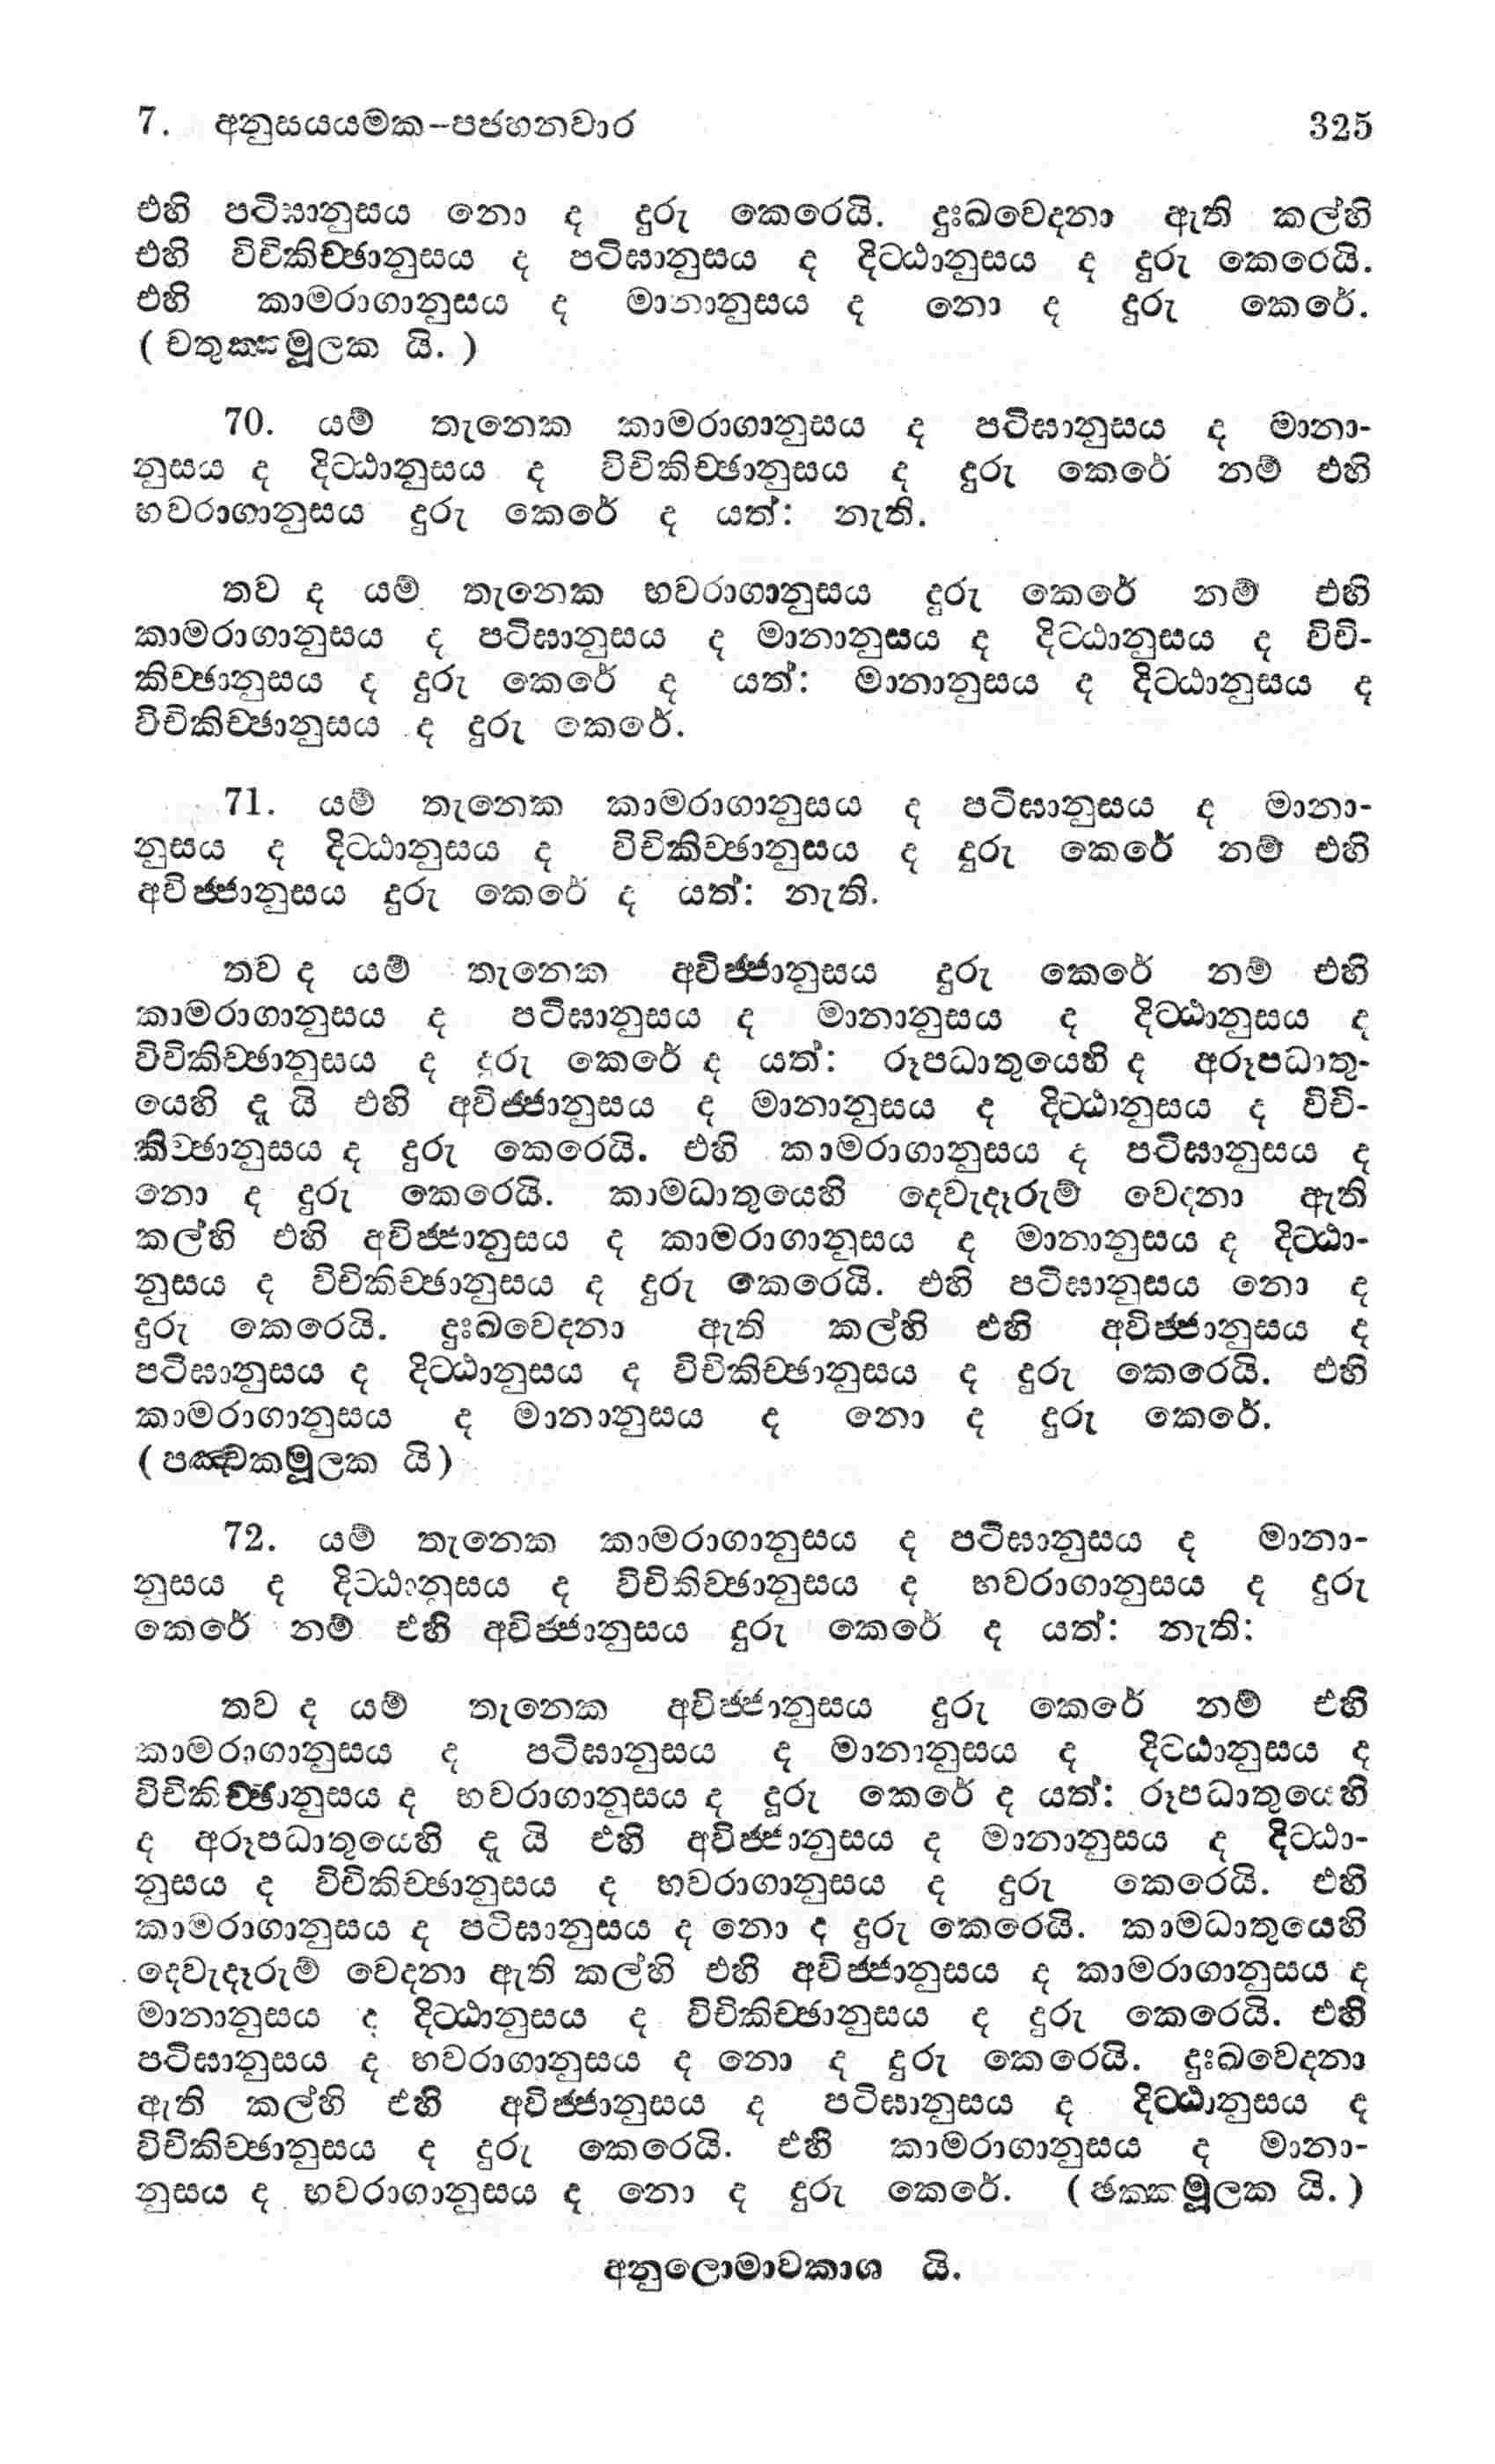 7. අනුසයයමක–පජහනවාර 325
එහි පටිඝානුසය නො ද දුරු කෙරෙයි. දුඃඛවෙදනා ඇති කල්හි
එහි විචිකිච්ඡානුසය ද පටිඝානුසය ද දිට්ඨානුසය ද දුරු කෙරෙයි.
එහි කාමරාගානුසය ද මානානුසය ද නො ද දුරු කෙරේ.
(චතුක්කමූලක යි.)
70. යම් තැනෙක කාමරාගානුසය ද පටිඝානුසය ද මානා-
නුසය ද දිට්ඨානුසය ද විචිකිච්ඡානුසය ද දුරු කෙරේ නම් එහි
භවරාගානුසය දුරු කෙරේ ද යත්: නැති.
තව ද යම් තැනෙක භවරාගානුසය දුරු කෙරේ නම් එහි
කාමරාගානුසය ද පටිඝානුසය ද මානානුසය ද දිට්ඨානුසය ද විචි-
කිච්ඡානුසය ද දුරු කෙරේ ද යත්: මානානුසය ද දිට්ඨානුසය ද
විචිකිච්ඡානුසය ද දුරු කෙරේ.
71. යම් තැනෙක කාමරාගානුසය ද පටිඝානුසය ද මානා-
නුසය ද දිට්ඨානුසය ද විචිකිච්ඡානුසය ද දුරු කෙරේ නම් එහි
අවිජ්ජානුසය දුරු කෙරේ ද යත්: නැති.
තව ද යම් තැනෙක අවිජ්ජානුසය දුරු කෙරේ නම් එහි
කාමරාගානුසය ද පටිඝානුසය ද මානානුසය ද දිට්ඨානුසය ද
විචිකිච්ඡානුසය ද දුරු කෙරේ ද යත්: රූපධාතුයෙහි ද අරූපධාතු-
යෙහි දූ යි එහි අවිජ්ජානුසය ද මානානුසය ද දිට්ඨානුසය ද විචි-
කිච්ඡානුසය ද දුරු කෙරෙයි. එහි කාමරාගානුසය ද පටිඝානුසය ද
නො ද දුරු කෙරෙයි. කාමධාතුයෙහි දෙවැදෑරුම් වෙදනා ඇති
කල්හි එහි අවිජ්ජානුසය ද කාමරාගානුසය ද මානානුසය ද දිට්ඨා-
නුසය ද විචිකිච්ඡානුසය ද දුරු කෙරෙයි. එහි පටිඝානුසය නො ද
දුරු කෙරෙයි. දුඃඛවෙදනා ඇති කල්හි එහි අවිජ්ජානුසය ද
පටිඝානුසය ද දිට්ඨානුසය ද විචිකිච්ඡානුසය ද දුරු කෙරෙයි. එහි
කාමරාගානුසය ද මානානුසය ද නො ද දුරු කෙරේ.
(පඤ්චකමූලක යි)
72. යම් තැනෙක කාමරාගානුසය ද පටිඝානුසය ද මානා-
නුසය ද දිට්ඨානුසය ද විචිකිච්ඡානුසය ද භවරාගානුසය ද දුරු
කෙරේ නම් එහි අවිජ්ජානුසය දුරු කෙරේ ද යත්: නැති:
තව ද යම් තැනෙක අවිජ්ජානුසය දුරු කෙරේ නම් එහි
කාමරාගානුසය ද පටිඝානුසය ද මානානුසය ද දිට්ඨානුසය ද
විචිකිච්ඡානුසය ද භවරාගානුසය ද දුරු කෙරේ ද යත්: රූපධාතුයෙහි
ද අරූපධාතුයෙහි දූ යි එහි අවිජ්ජානුසය ද මානානුසය ද දිට්ඨා-
නුසය ද විචිකිච්ඡානුසය ද භවරාගානුසය ද දුරු කෙරෙයි. එහි
කාමරාගානුසය ද පටිඝානුසය ද නො ද දුරු කෙරෙයි. කාමධාතුයෙහි
දෙවැදෑරුම් වෙදනා ඇති කල්හි එහි අවිජ්ජානුසය ද කාමරාගානුසය ද
මානානුසය ද දිට්ඨානුසය ද විචිකිච්ඡානුසය ද දුරු කෙරෙයි. එහි
පටිඝානුසය ද භවරාගානුසය ද නො ද දුරු කෙරෙයි. දුඃඛවෙදනා
ඇති කල්හි එහි අවිජ්ජානුසය ද පටිඝානුසය ද දිට්ඨානුසය ද
විචිකිච්ඡානුසය ද දුරු කෙරෙයි. එහි කාමරාගානුසය ද මානා-
නුසය ද භවරාගානුසය ද නො ද දුරු කෙරේ. (ඡක්කමූලක යි.)
අනුලොමාවකාශ යි.